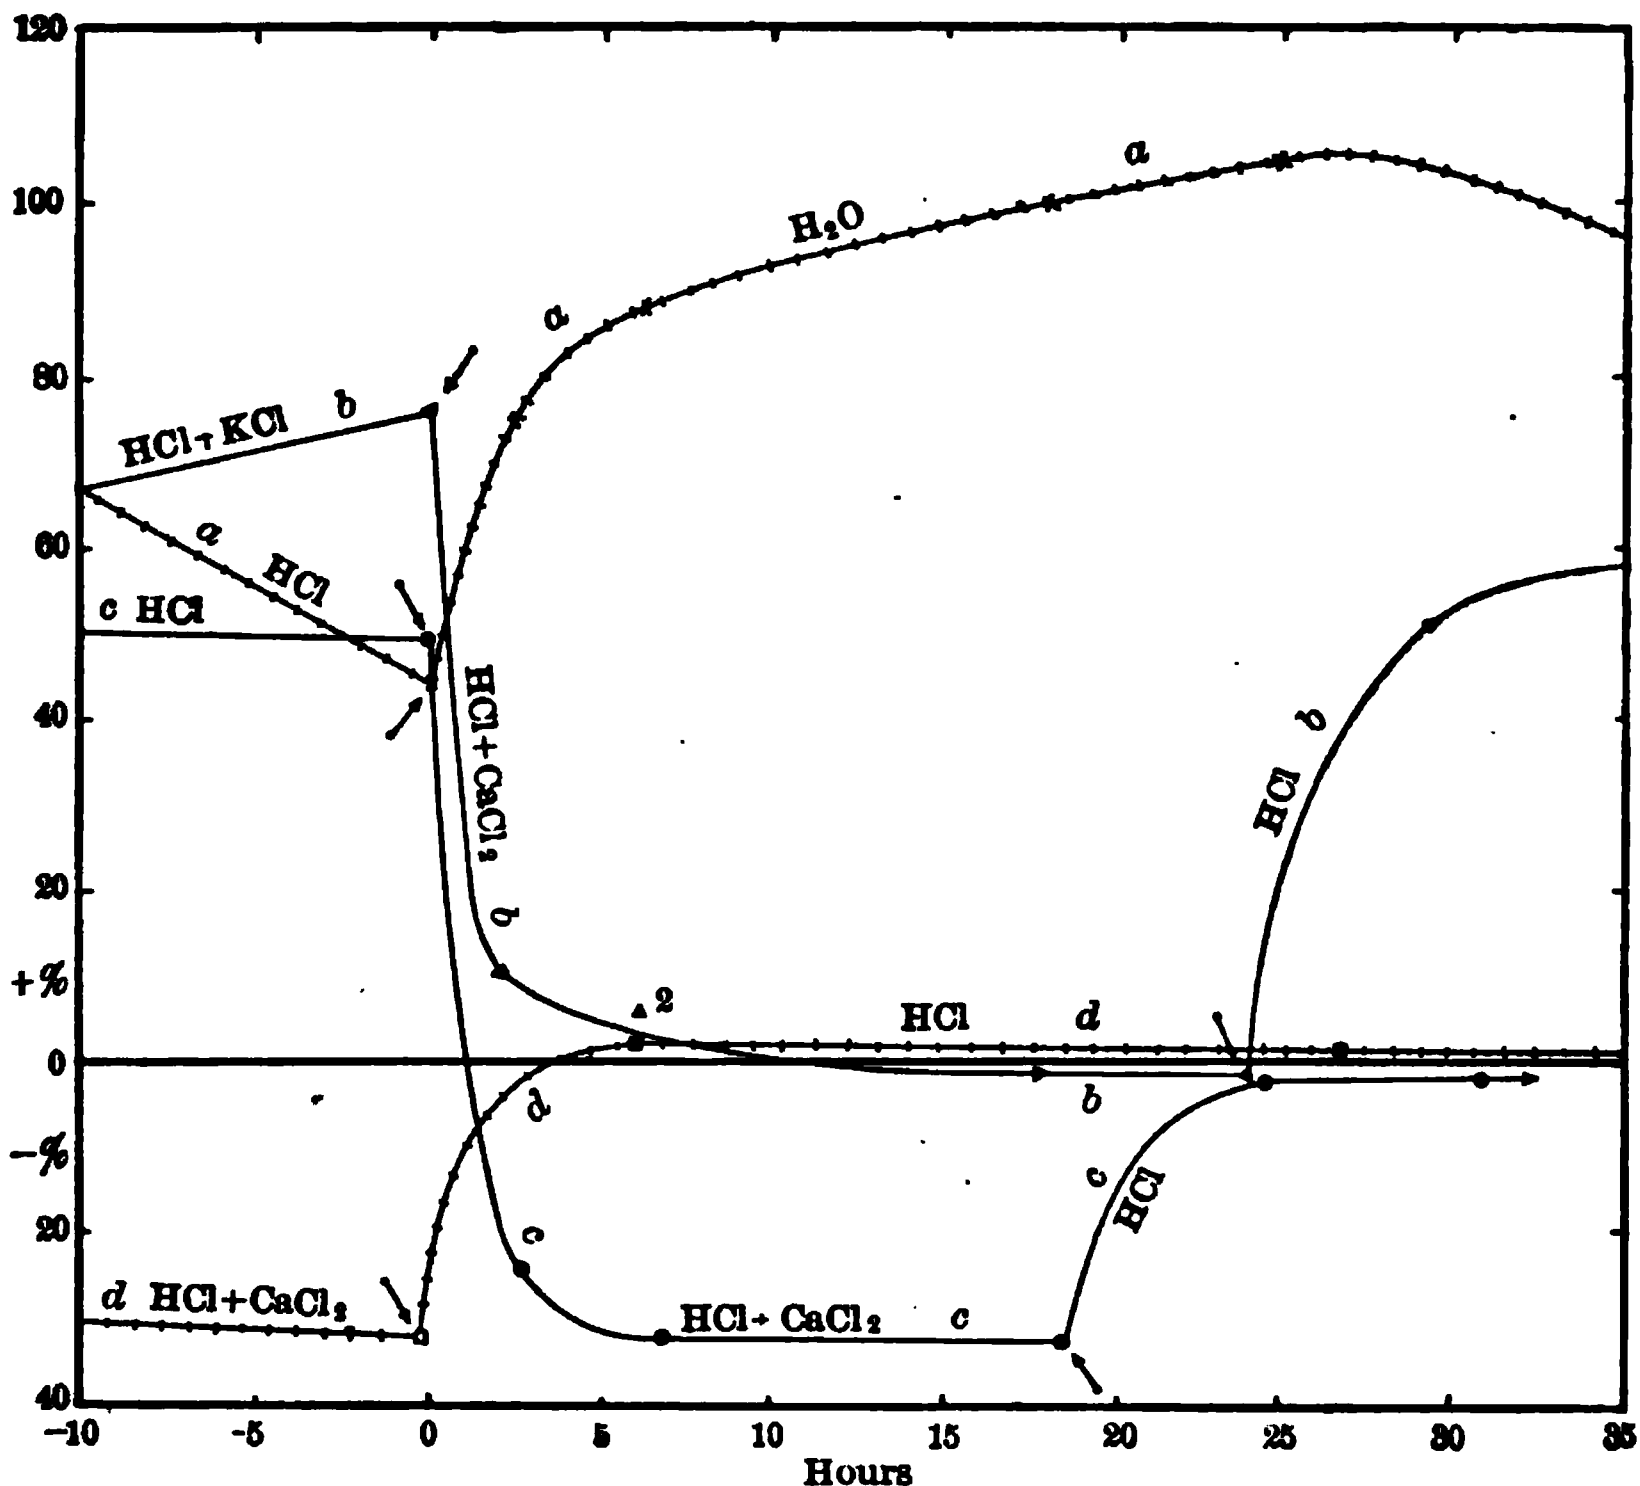 120
100
80
60
40
20
+%
0
-%
20
40
-10
-5
0
5
10
15
20
25
30
35
Hours
a
H₂O
a
HCl+KCl b
a
HCl
c HCl
HCl+CaCl₂
b
▲2
HCl d
b
HCl
b
d
c
HCl
c
d HCl+CaCl₂
HCl+CaCl₂ c